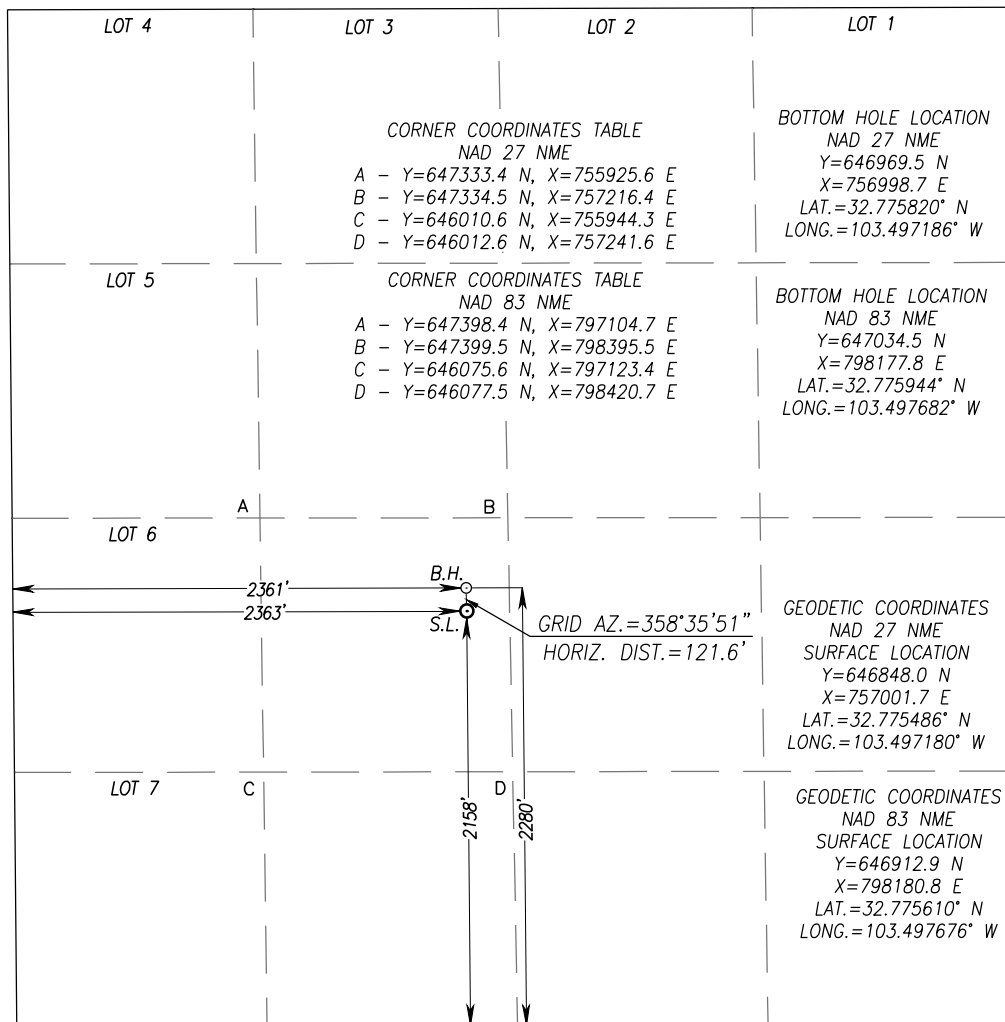 LOT 4
LOT 3
LOT 2
LOT 1
CORNER COORDINATES TABLE
NAD 27 NME
A - Y=647333.4 N, X=755925.6 E
B - Y=647334.5 N, X=757216.4 E
C - Y=646010.6 N, X=755944.3 E
D - Y=646012.6 N, X=757241.6 E
BOTTOM HOLE LOCATION
NAD 27 NME
Y=646969.5 N
X=756998.7 E
LAT.=32.775820° N
LONG.=103.497186° W
LOT 5
CORNER COORDINATES TABLE
NAD 83 NME
A - Y=647398.4 N, X=797104.7 E
B - Y=647399.5 N, X=798395.5 E
C - Y=646075.6 N, X=797123.4 E
D - Y=646077.5 N, X=798420.7 E
BOTTOM HOLE LOCATION
NAD 83 NME
Y=647034.5 N
X=798177.8 E
LAT.=32.775944° N
LONG.=103.497682° W
A
B
LOT 6
2361'
B.H.
2363'
S.L.
GRID AZ.=358°35'51"
HORIZ. DIST.=121.6'
GEODETIC COORDINATES
NAD 27 NME
SURFACE LOCATION
Y=646848.0 N
X=757001.7 E
LAT.=32.775486° N
LONG.=103.497180° W
LOT 7
C
D
2158'
2280'
GEODETIC COORDINATES
NAD 83 NME
SURFACE LOCATION
Y=646912.9 N
X=798180.8 E
LAT.=32.775610° N
LONG.=103.497676° W